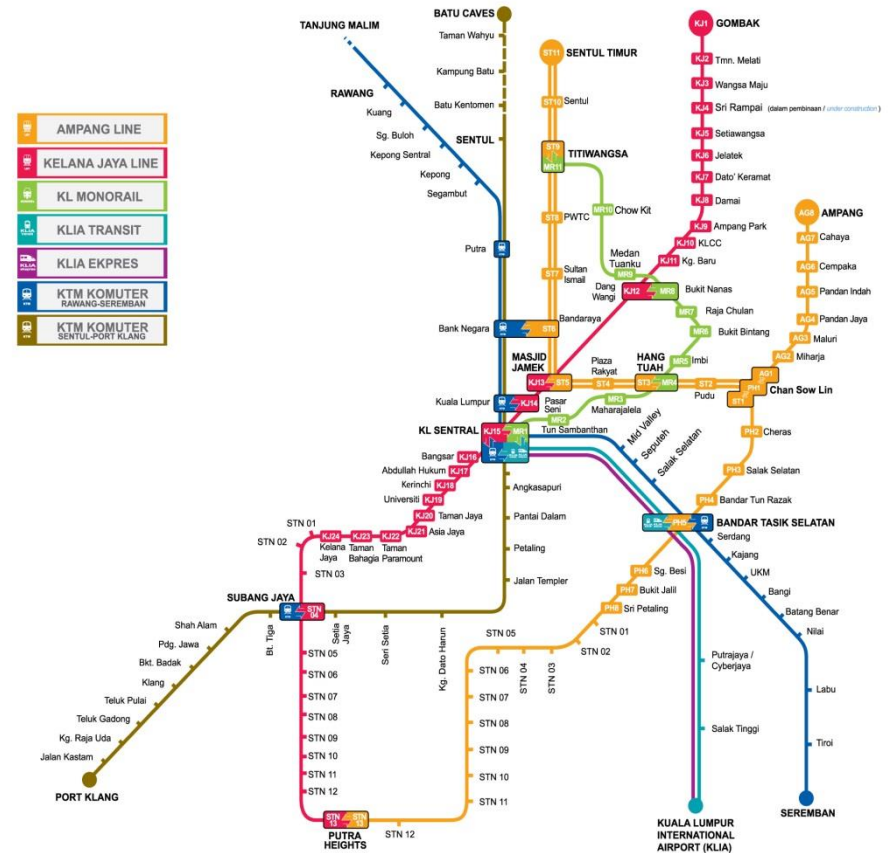 AMPANG LINE
KELANA JAYA LINE
KL MONORAIL
KLIA TRANSIT
KLIA EKPRES
KTM KOMUTER
RAWANG-SEREMBAN
KTM KOMUTER
SENTUL-PORT KLANG
TANJUNG MALIM
RAWANG
Kuang
Sg. Buloh
Kepong Sentral
Kepong
Segambut
Putra
Bank Negara
Kuala Lumpur
BATU CAVES
Taman Wahyu
Kampung Batu
Batu Kentomen
SENTUL
ST11
SENTUL TIMUR
ST10
Sentul
ST9
MR11
TITIWANGSA
ST8
PWTC
ST7
Sultan
Ismail
ST6
Bandaraya
MR10
Chow Kit
Medan
Tuanku
MR9
KJ1
GOMBAK
KJ2
Tmn. Melati
KJ3
Wangsa Maju
KJ4
Sri Rampai (dalam pembinaan / under construction )
KJ5
Setiawangsa
KJ6
Jelatek
KJ7
Dato' Keramat
KJ8
Damai
KJ9
Ampang Park
KJ10
KLCC
KJ11
Kg. Baru
Dang
Wangi
KJ12
MR8
Bukit Nanas
MR7
Raja Chulan
MR6
Bukit Bintang
MR5
Imbi
AG8
AMPANG
AG7
Cahaya
AG6
Cempaka
AG5
Pandan Indah
AG4
Pandan Jaya
AG3
Maluri
AG2
Miharja
AG1
PH1
ST1
Chan Sow Lin
MASJID
JAMEK
KJ13
ST5
Plaza
Rakyat
ST4
HANG
TUAH
ST3
MR4
ST2
Pudu
KJ14
Pasar
Seni
MR3
Maharajalela
MR2
Tun Sambanthan
KL SENTRAL
KJ15
MR1
Mid Valley
Seputeh
Salak Selatan
PH2
Cheras
PH3
Salak Selatan
PH4
Bandar Tun Razak
PH5
BANDAR TASIK SELATAN
Bangsar
KJ16
Abdullah Hukum
KJ17
Kerinchi
KJ18
Universiti
KJ19
KJ20
Taman Jaya
KJ21
Asia Jaya
KJ22
Taman
Paramount
KJ23
Taman
Bahagia
KJ24
Kelana
Jaya
STN 01
STN 02
STN 03
Angkasapuri
Pantai Dalam
Petaling
Jalan Templer
SUBANG JAYA
STN
04
Setia
Jaya
Seri Setia
Kg. Dato Harun
Bt. Tiga
Shah Alam
Pdg. Jawa
Bkt. Badak
Klang
Teluk Pulai
Teluk Gadong
Kg. Raja Uda
Jalan Kastam
PORT KLANG
STN 05
STN 06
STN 07
STN 08
STN 09
STN 10
STN 11
STN 12
STN
13
STN
13
PUTRA
HEIGHTS
STN 12
STN 11
STN 10
STN 09
STN 08
STN 07
STN 06
STN 05
STN 04
STN 03
STN 02
STN 01
PH8
Sri Petaling
PH7
Bukit Jalil
PH6
Sg. Besi
Serdang
Kajang
UKM
Bangi
Batang Benar
Nilai
Labu
Tiroi
SEREMBAN
Putrajaya /
Cyberjaya
Salak Tinggi
KUALA LUMPUR
INTERNATIONAL
AIRPORT (KLIA)